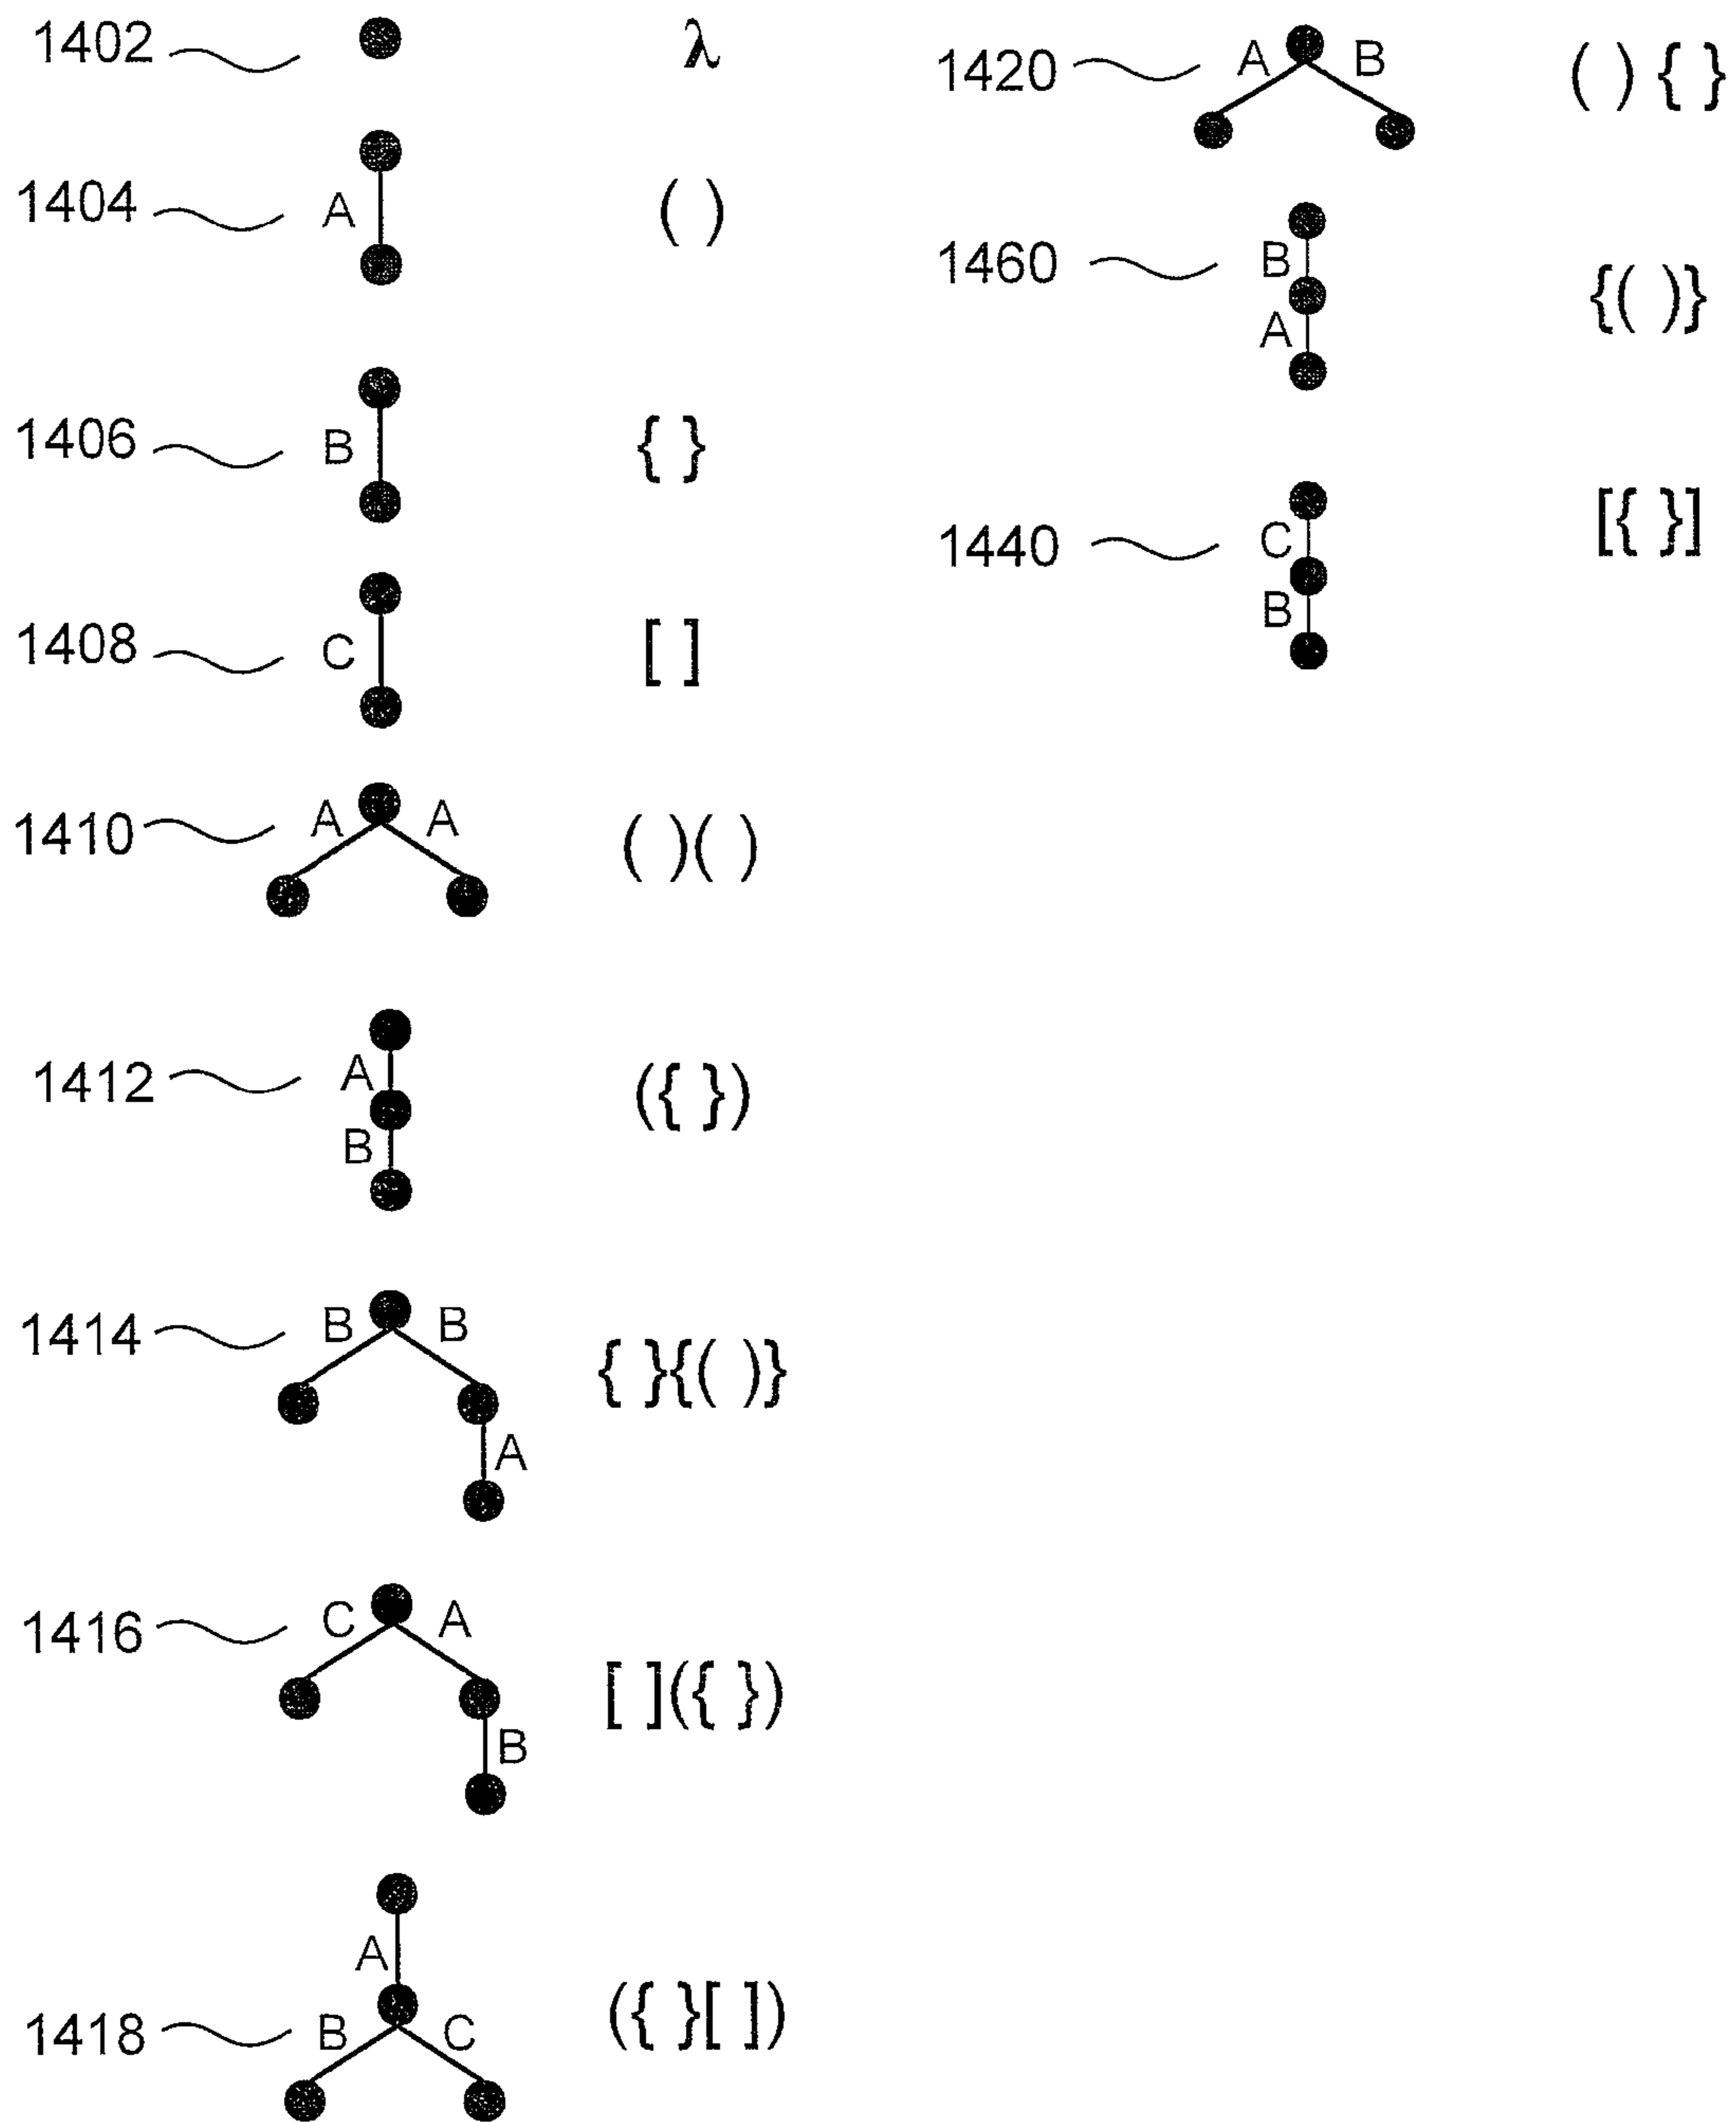 1402 λ
1404 A ( )
1406 B { }
1408 C [ ]
1410 A A ( )( )
1412 A B ({ })
1414 B B A { }{( )}
1416 C A B [ ]({ })
1418 A B C ({ }[ ])
1420 A B ( ) { }
1460 B A {( )}
1440 C B [{ }]